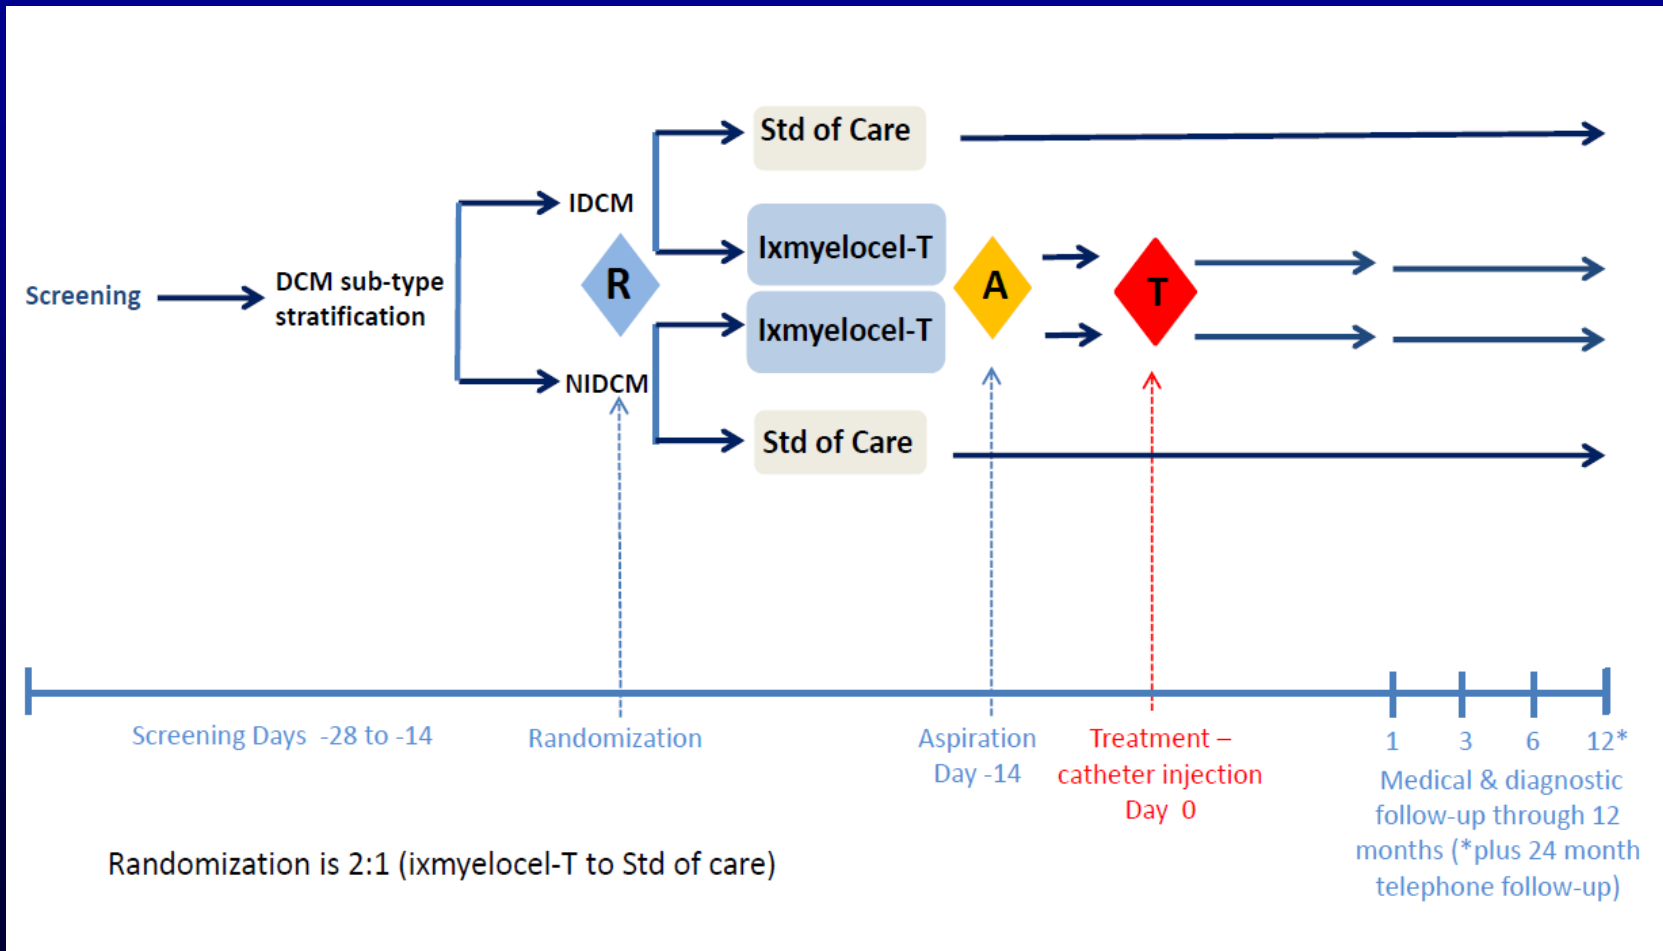 Std of Care
IDCM
Ixmyelocel-T
R
A
T
Screening
DCM sub-type
stratification
Ixmyelocel-T
NIDCM
Std of Care
Screening Days -28 to -14
Randomization
Aspiration
Day -14
Treatment –
catheter injection
Day 0
1 3 6 12*
Medical & diagnostic
follow-up through 12
months (*plus 24 month
telephone follow-up)
Randomization is 2:1 (ixmyelocel-T to Std of care)